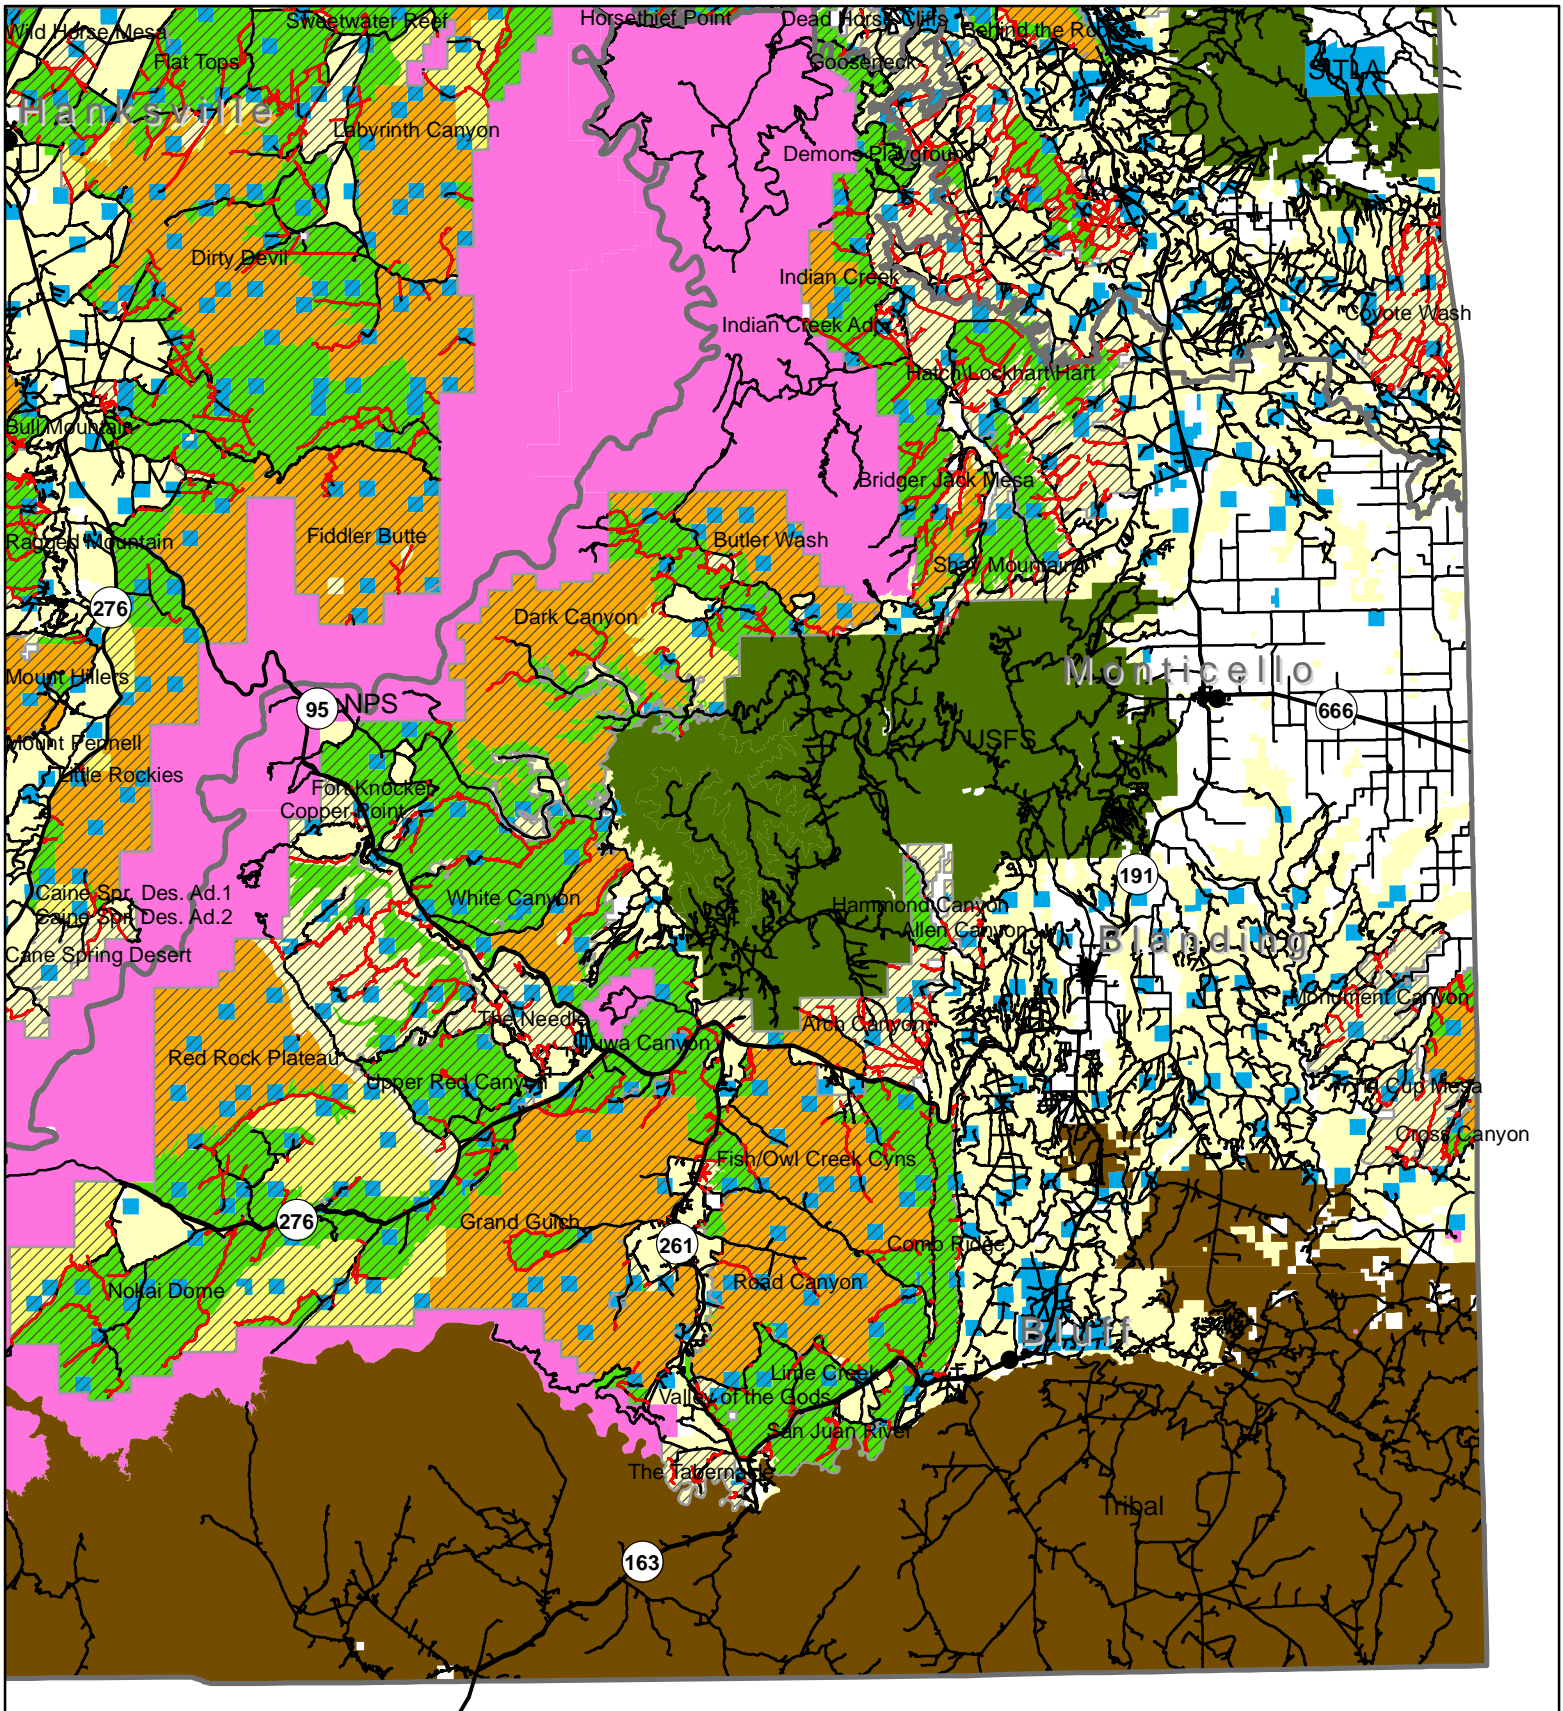 Sweetwater Reef
Horsethief Point
Dead Horse Cliffs
Wild Horse Mesa
Behind the Rocks
Flat Tops
Gooseneck
SITLA
Hanksville
Labyrinth Canyon
Demons Playground
Dirty Devil
Indian Creek
Coyote Wash
Indian Creek Ad.
Hatch/Lockhart/Hart
Bull Mountain
Bridger Jack Mesa
Fiddler Butte
Butler Wash
Ragged Mountain
Shay Mountain
276
Dark Canyon
Mount Hillers
Monticello
95
NPS
666
Mount Pennell
USFS
Little Rockies
Fort Knocker
Copper Point
191
Caine Spr. Des. Ad.1
White Canyon
Hammond Canyon
Caine Spr. Des. Ad.2
Allen Canyon
Blanding
Cane Spring Desert
Monument Canyon
The Needle
Arch Canyon
Tuwa Canyon
Red Rock Plateau
Upper Red Canyon
Tin Cup Mesa
Cross Canyon
Fish/Owl Creek Cyns
276
Grand Gulch
261
Comb Ridge
Road Canyon
Nokai Dome
Bluff
Lime Creek
Valley of the Gods
San Juan River
The Tabernacle
Tribal
163